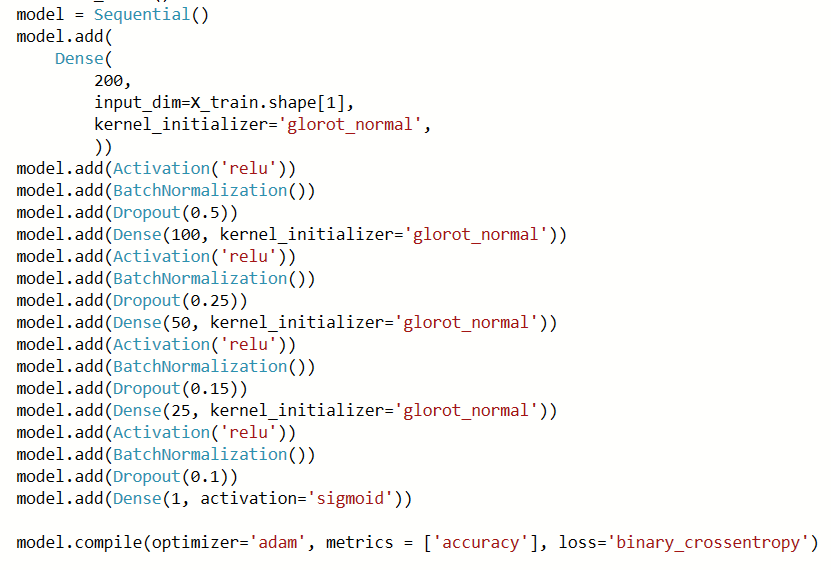 model = Sequential()
model.add(
    Dense(
        200,
        input_dim=X_train.shape[1],
        kernel_initializer='glorot_normal',
        ))
model.add(Activation('relu'))
model.add(BatchNormalization())
model.add(Dropout(0.5))
model.add(Dense(100, kernel_initializer='glorot_normal'))
model.add(Activation('relu'))
model.add(BatchNormalization())
model.add(Dropout(0.25))
model.add(Dense(50, kernel_initializer='glorot_normal'))
model.add(Activation('relu'))
model.add(BatchNormalization())
model.add(Dropout(0.15))
model.add(Dense(25, kernel_initializer='glorot_normal'))
model.add(Activation('relu'))
model.add(BatchNormalization())
model.add(Dropout(0.1))
model.add(Dense(1, activation='sigmoid'))
model.compile(optimizer='adam', metrics = ['accuracy'], loss='binary_crossentropy')